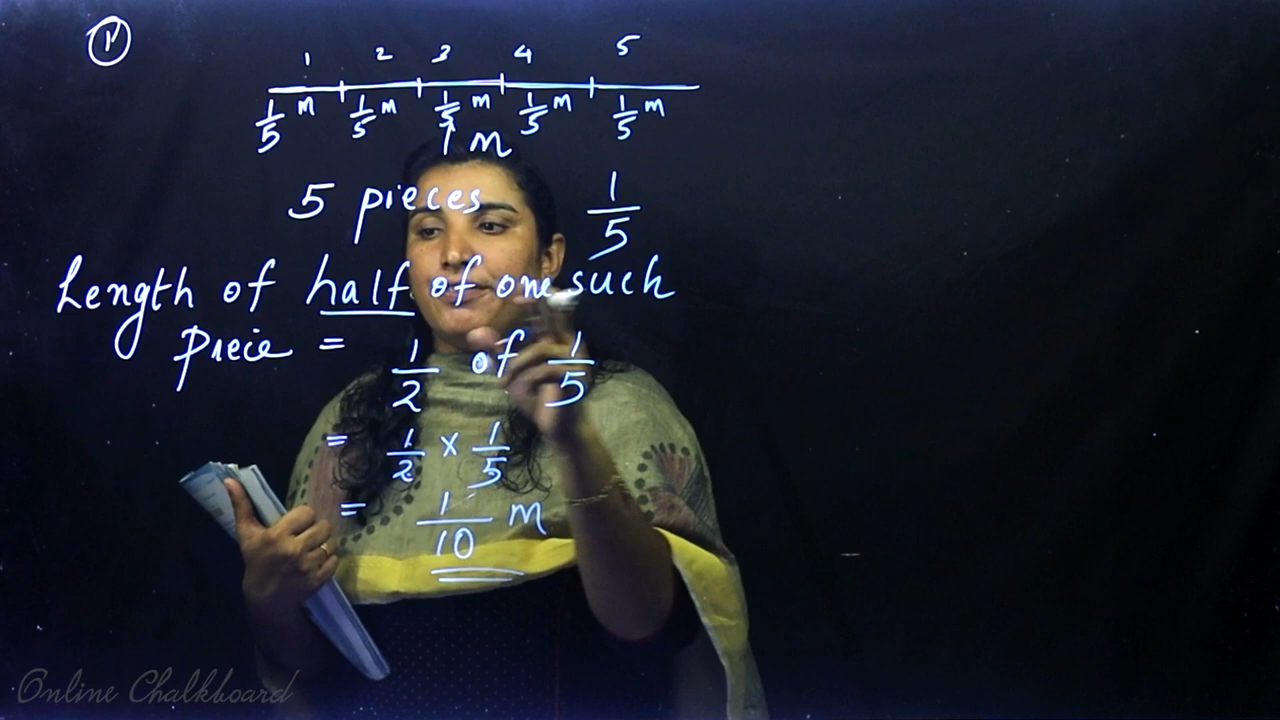 1
1 2 3 4 5
1/5 m 1/5 m 1/5 m 1/5 m 1/5 m
1 m
5 pieces 1/5
Length of half of one such
Preice = 1/2 of 1/5
= 1/2 × 1/5
= 1/10 m
Online Chalkboard